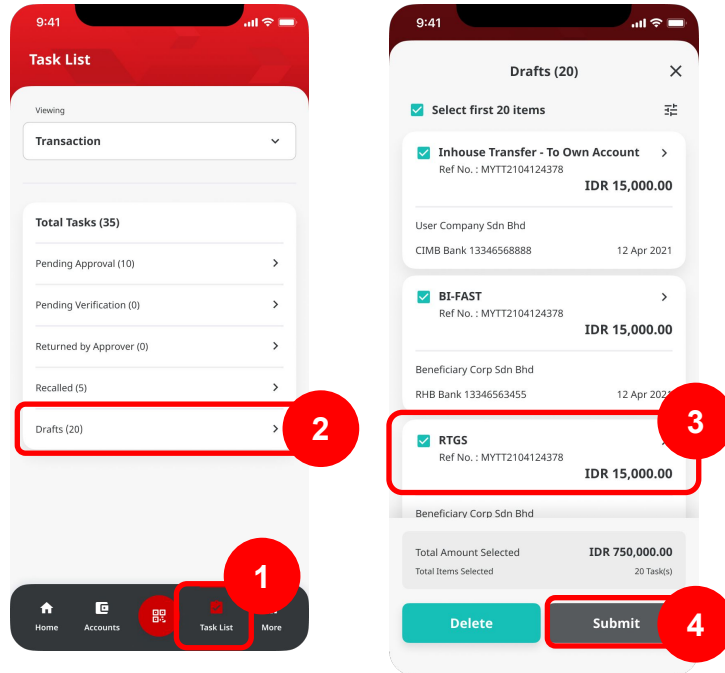 9:41
Task List
Viewing
Transaction
Total Tasks (35)
Pending Approval (10)
Pending Verification (0)
Returned by Approver (0)
Recalled (5)
Drafts (20)
2
1
Home
Accounts
Task List
More
9:41
Drafts (20)
Select first 20 items
Inhouse Transfer - To Own Account
Ref No. : MYTT2104124378
IDR 15,000.00
User Company Sdn Bhd
CIMB Bank 13346568888 12 Apr 2021
BI-FAST
Ref No. : MYTT2104124378
IDR 15,000.00
Beneficiary Corp Sdn Bhd
RHB Bank 13346563455 12 Apr 2021
3
RTGS
Ref No. : MYTT2104124378
IDR 15,000.00
Beneficiary Corp Sdn Bhd
Total Amount Selected IDR 750,000.00
Total Items Selected 20 Task(s)
Delete
Submit
4